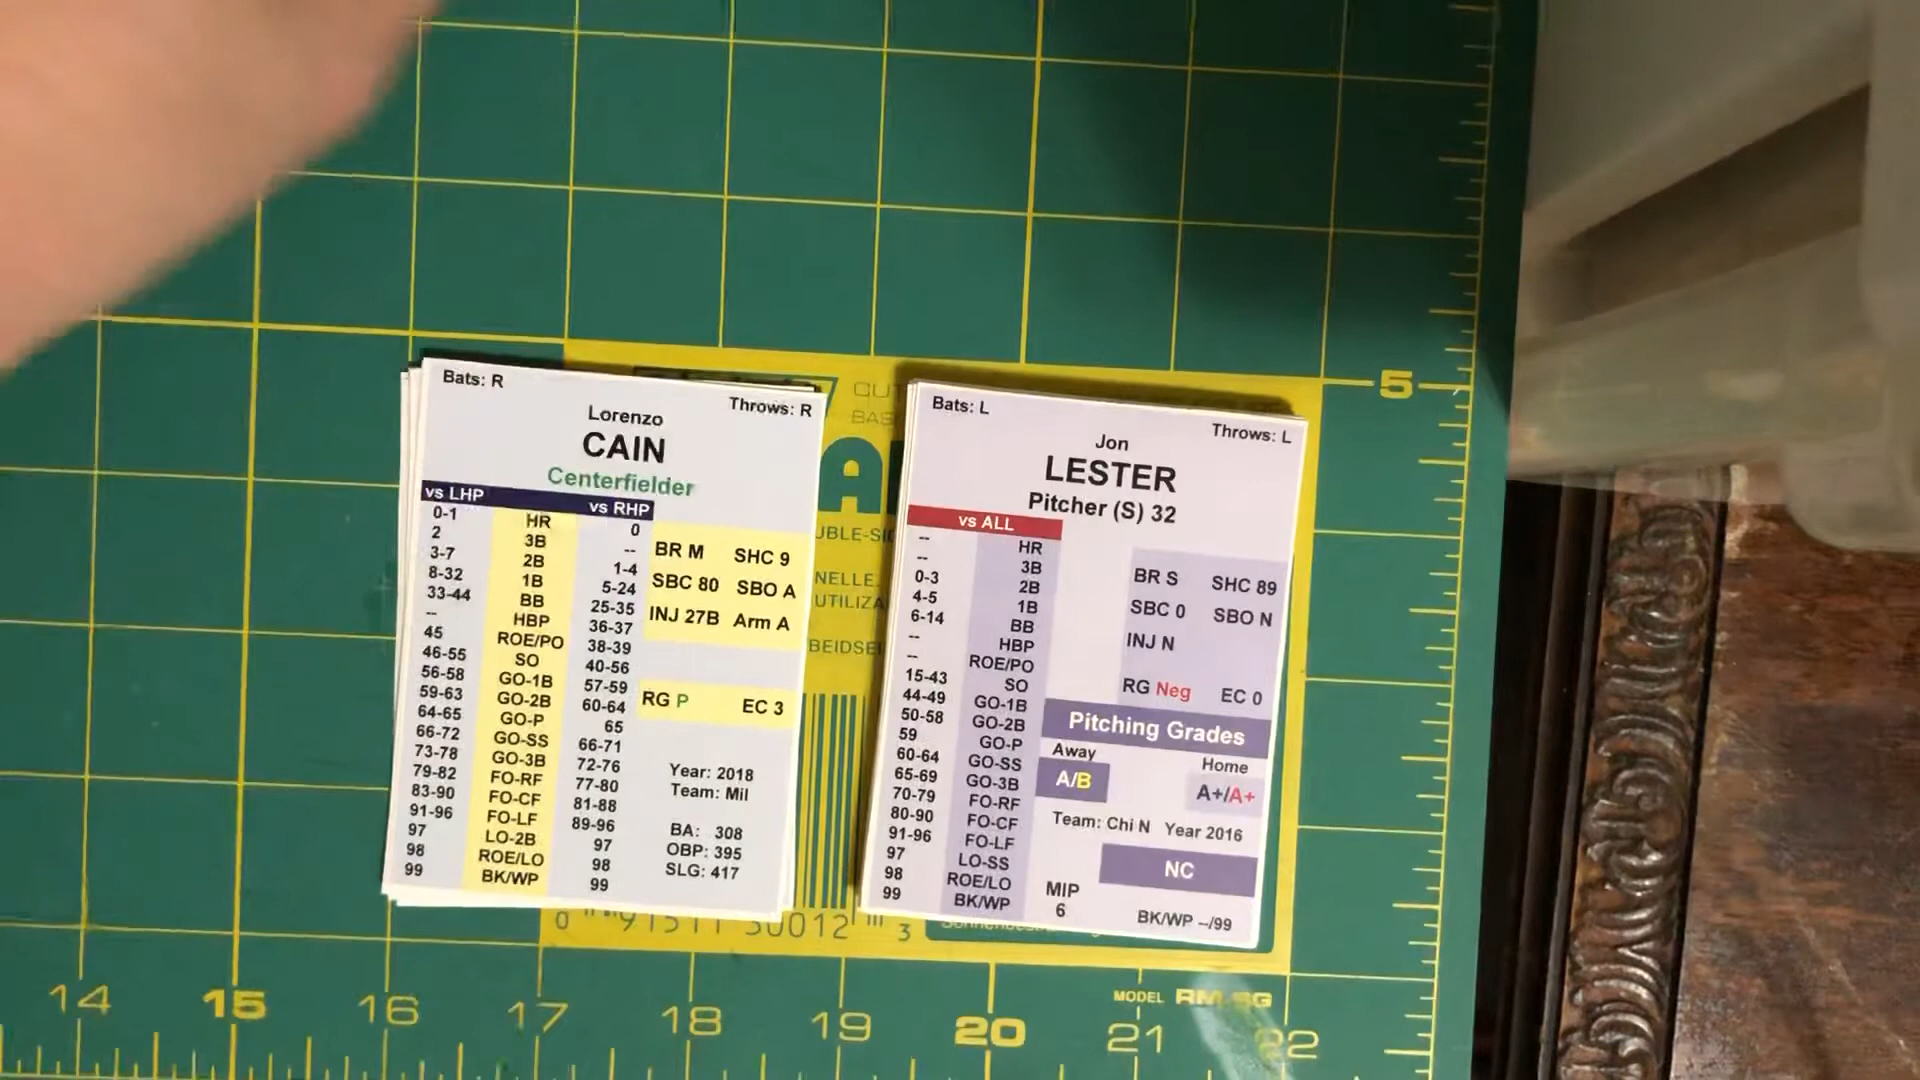 Bats: R
Throws: R
Lorenzo
CAIN
Centerfielder
vs LHP vs RHP
0-1 HR 0
2 3B --
3-7 2B 1-4
8-32 1B 5-24
33-44 BB 25-35
-- HBP 36-37
45 ROE/PO 38-39
46-55 SO 40-56
56-58 GO-1B 57-59
59-63 GO-2B 60-64
64-65 GO-P 65
66-72 GO-SS 66-71
73-78 GO-3B 72-76
79-82 FO-RF 77-80
83-90 FO-CF 81-88
91-96 FO-LF 89-96
97 LO-2B 97
98 ROE/LO 98
99 BK/WP 99
BR M SHC 9
SBC 80 SBO A
INJ 27B Arm A
RG P EC 3
Year: 2018
Team: Mil
BA: 308
OBP: 395
SLG: 417
Bats: L
Throws: L
Jon
LESTER
Pitcher (S) 32
vs ALL
-- HR
-- 3B
0-3 2B
4-5 1B
6-14 BB
-- HBP
-- ROE/PO
15-43 SO
44-49 GO-1B
50-58 GO-2B
59 GO-P
60-64 GO-SS
65-69 GO-3B
70-79 FO-RF
80-90 FO-CF
91-96 FO-LF
97 LO-SS
98 ROE/LO
99 BK/WP
BR S SHC 89
SBC 0 SBO N
INJ N
RG Neg EC 0
Pitching Grades
Away Home
A/B A+/A+
Team: Chi N Year 2016
NC
MIP
6
BK/WP --/99
5
MODEL RM-SG
14 15 16 17 18 19 20 21 22